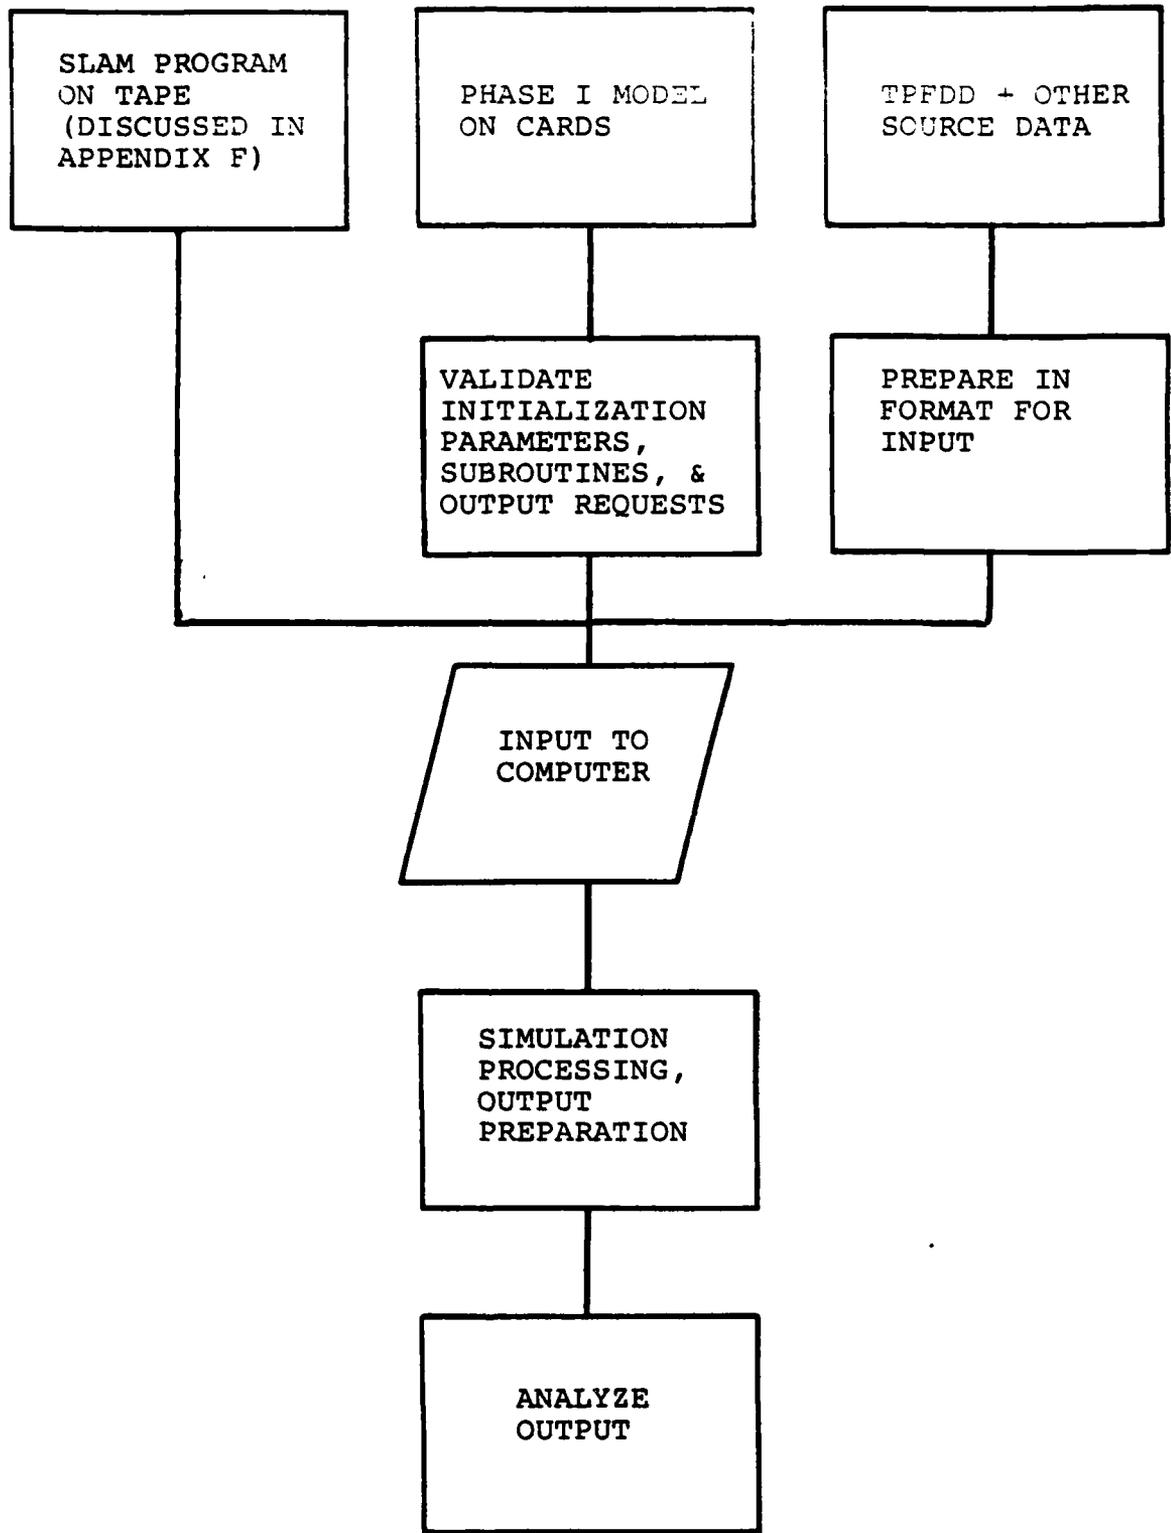 SLAM PROGRAM
ON TAPE
(DISCUSSED IN
APPENDIX F)
PHASE I MODEL
ON CARDS
TPFDD + OTHER
SOURCE DATA
VALIDATE
INITIALIZATION
PARAMETERS,
SUBROUTINES, &
OUTPUT REQUESTS
PREPARE IN
FORMAT FOR
INPUT
INPUT TO
COMPUTER
SIMULATION
PROCESSING,
OUTPUT
PREPARATION
ANALYZE
OUTPUT